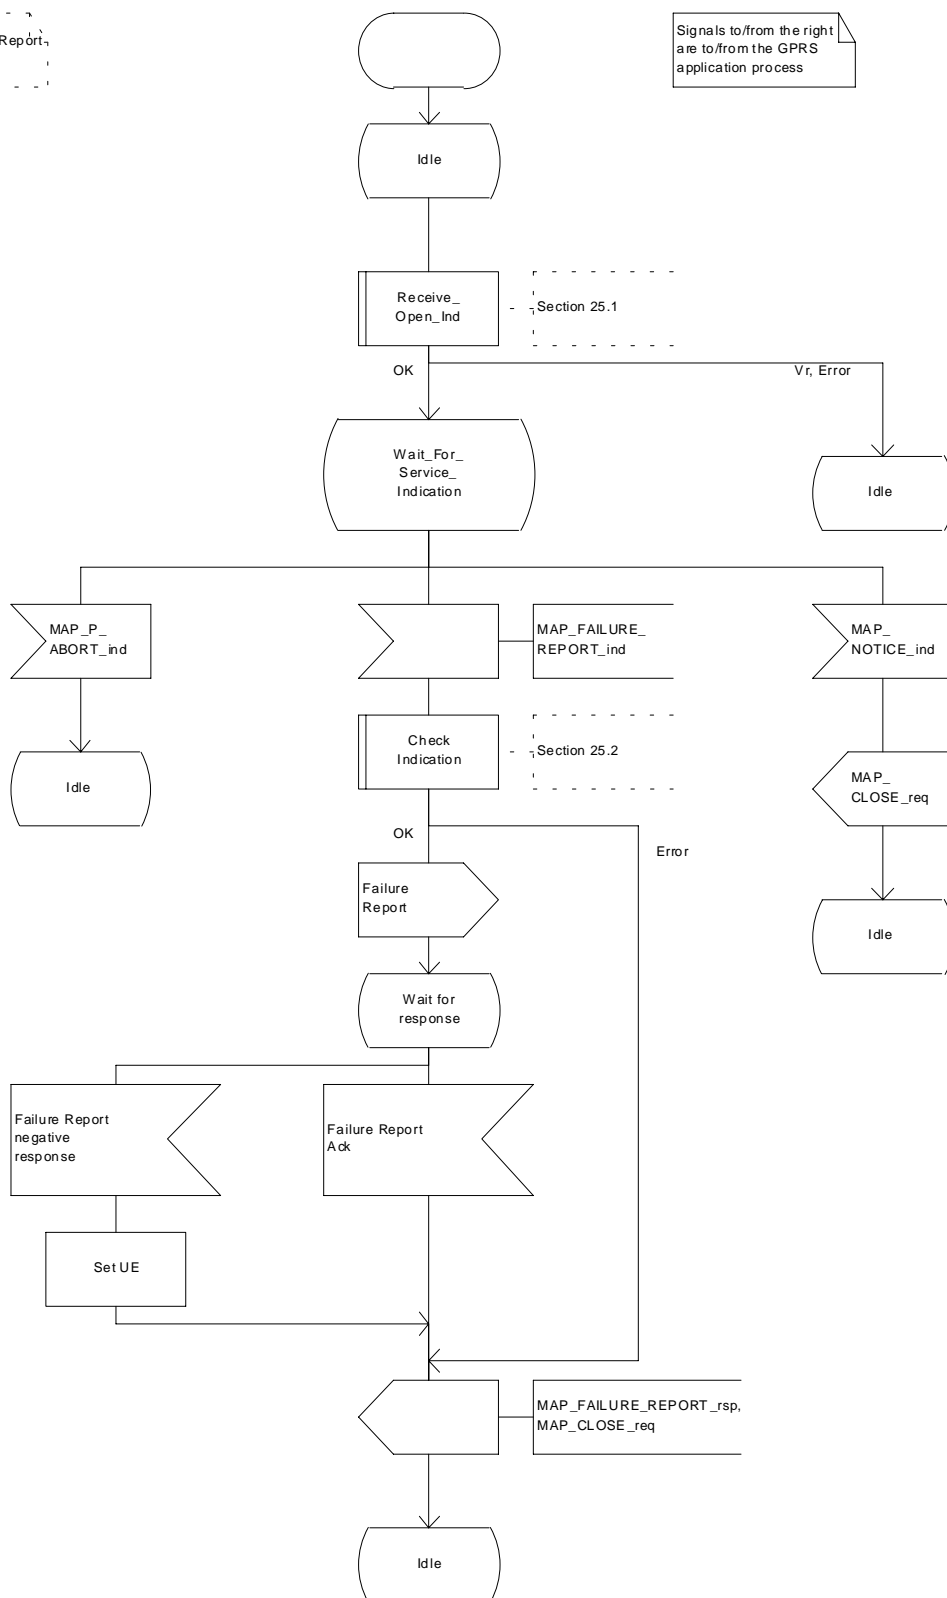 Report
Signals to/from the right
are to/from the GPRS
application process
Idle
Receive_
Open_Ind
Section 25.1
OK
Vr, Error
Wait_For_
Service_
Indication
Idle
MAP_P_
ABORT_ind
MAP_FAILURE_
REPORT_ind
MAP_
NOTICE_ind
Check
Indication
Section 25.2
Idle
MAP_
CLOSE_req
OK
Error
Failure
Report
Idle
Wait for
response
Failure Report
negative
response
Failure Report
Ack
Set UE
MAP_FAILURE_REPORT_rsp,
MAP_CLOSE_req
Idle